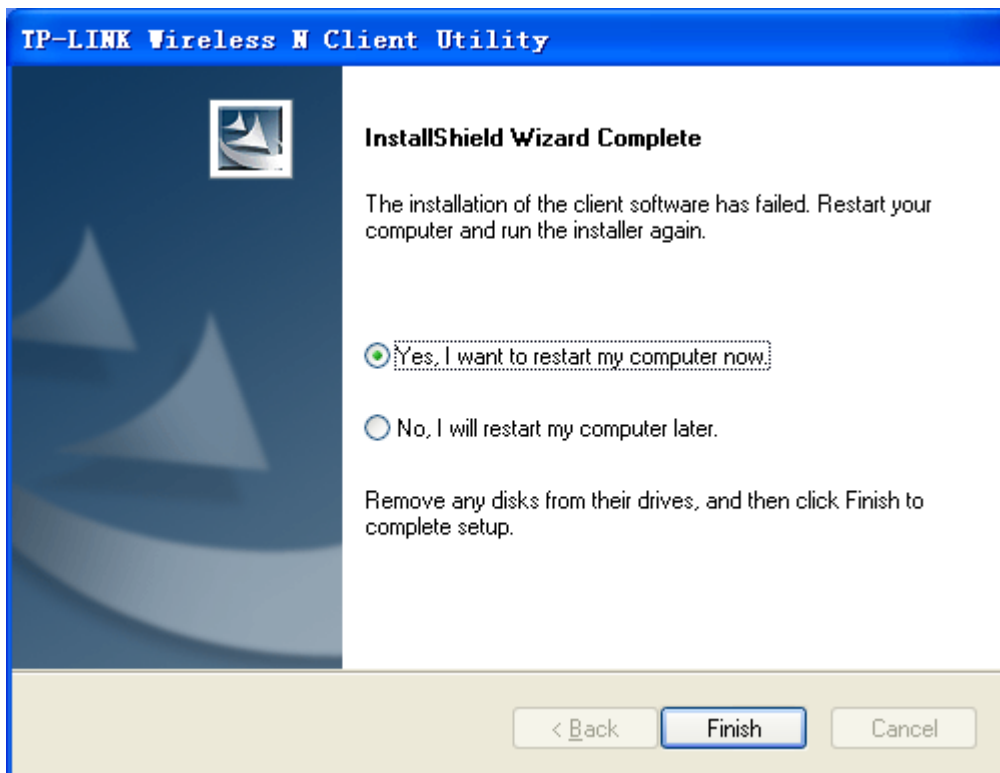 TP-LINK Wireless N Client Utility
InstallShield Wizard Complete
The installation of the client software has failed. Restart your
computer and run the installer again.
Yes, I want to restart my computer now.
No, I will restart my computer later.
Remove any disks from their drives, and then click Finish to
complete setup.
< Back
Finish
Cancel